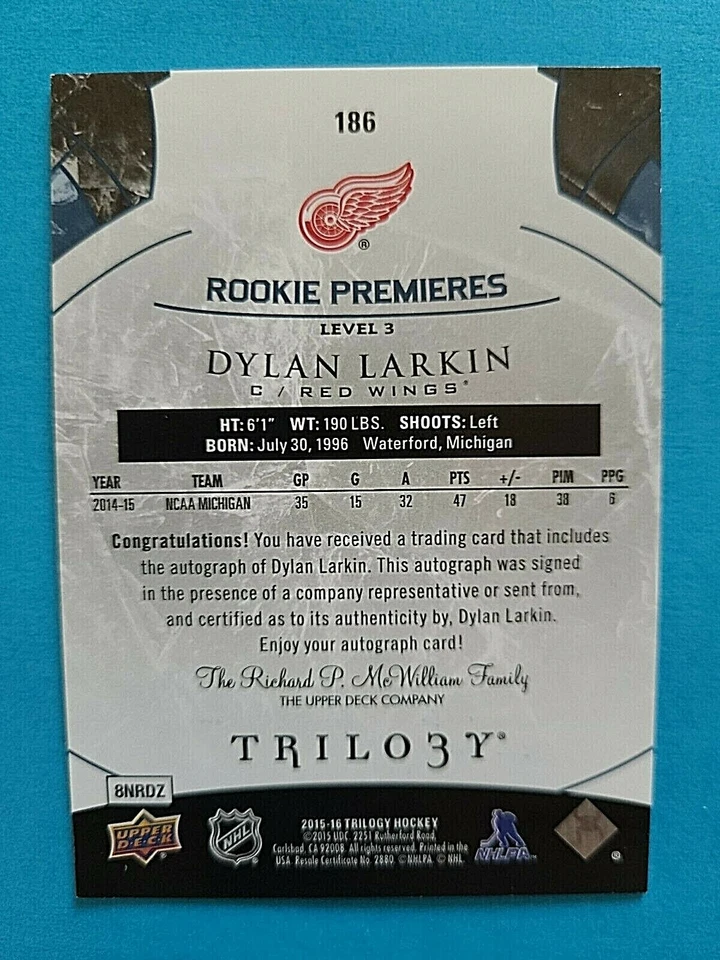 186
®
ROOKIE PREMIERES
LEVEL 3
DYLAN LARKIN
C / RED WINGS®
HT: 6'1" WT: 190 LBS. SHOOTS: Left
BORN: July 30, 1996 Waterford, Michigan
YEAR TEAM GP G A PTS +/- PIM PPG
2014-15 NCAA MICHIGAN 35 15 32 47 18 38 6
Congratulations! You have received a trading card that includes
the autograph of Dylan Larkin. This autograph was signed
in the presence of a company representative or sent from,
and certified as to its authenticity by, Dylan Larkin.
Enjoy your autograph card!
The Richard P. McWilliam Family
THE UPPER DECK COMPANY
TRILO3Y®
8NRDZ
UPPER DECK
NHL
2015-16 TRILOGY HOCKEY
©2015 UDC. 2251 Rutherford Road,
Carlsbad, CA 92008. All rights reserved. Printed in the
USA. Resale Certificate No. 2880. ©NHLPA. © NHL.
NHLPA
®